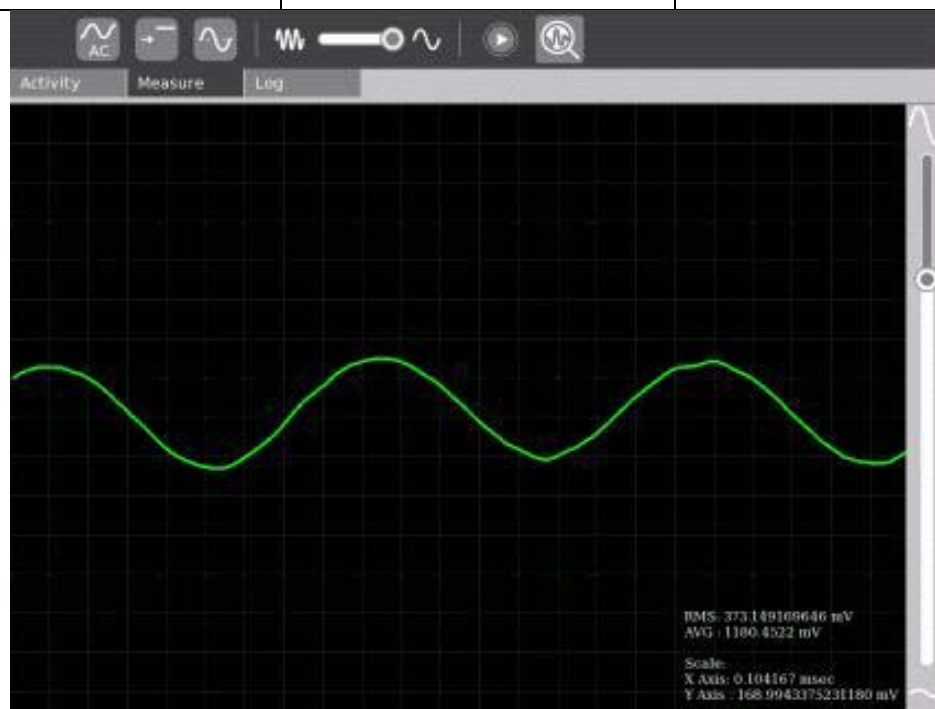 AC
Activity
Measure
Log
RMS: 373.149169646 mV
AVG : 1180.4522 mV
Scale:
X Axis: 0.104167 msec
Y Axis : 168.9943375231180 mV